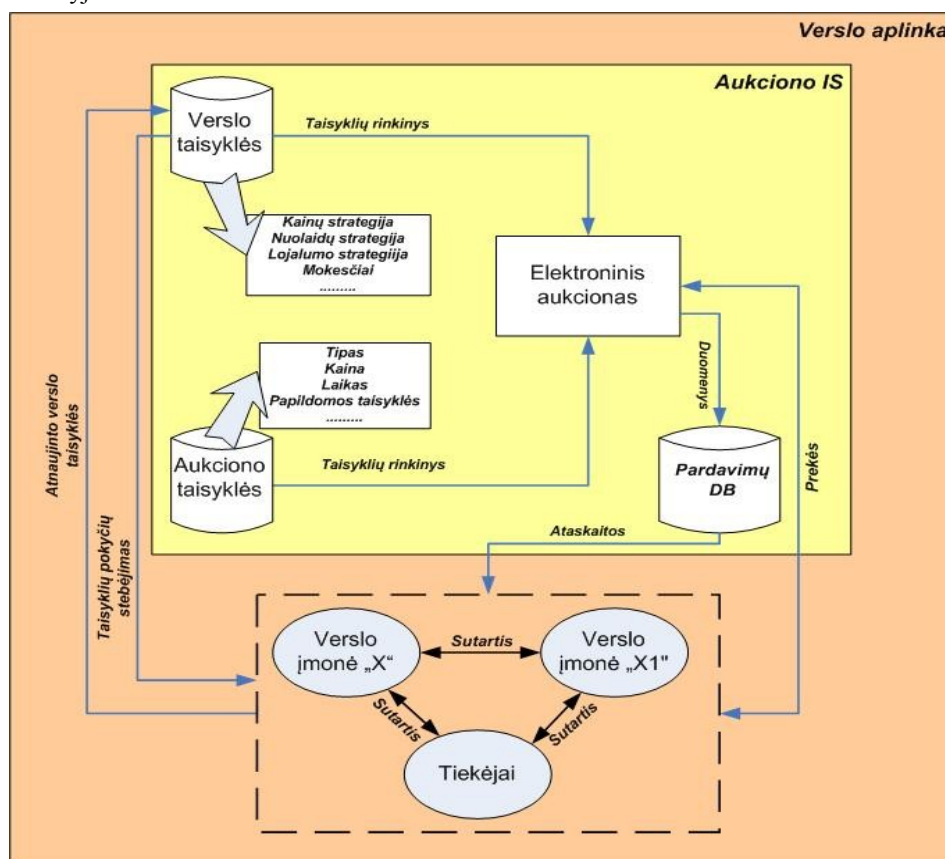 Verslo aplinka
Aukciono IS
Verslo
taisyklės
Taisyklių rinkinys
Kainų strategija
Nuolaidų strategija
Lojalumo strategiija
Mokesčiai
.........
Elektroninis
aukcionas
Tipas
Kaina
Laikas
Papildomos taisyklės
.........
Duomenys
Aukciono
taisyklės
Taisyklių rinkinys
Pardavimų
DB
Prekės
Atnaujinto verslo
taisyklės
Taisyklių pokyčių
stebėjimas
Ataskaitos
Verslo
įmonė „X“
Sutartis
Verslo
įmonė „X1"
Sutartis
Sutartis
Tiekėjai